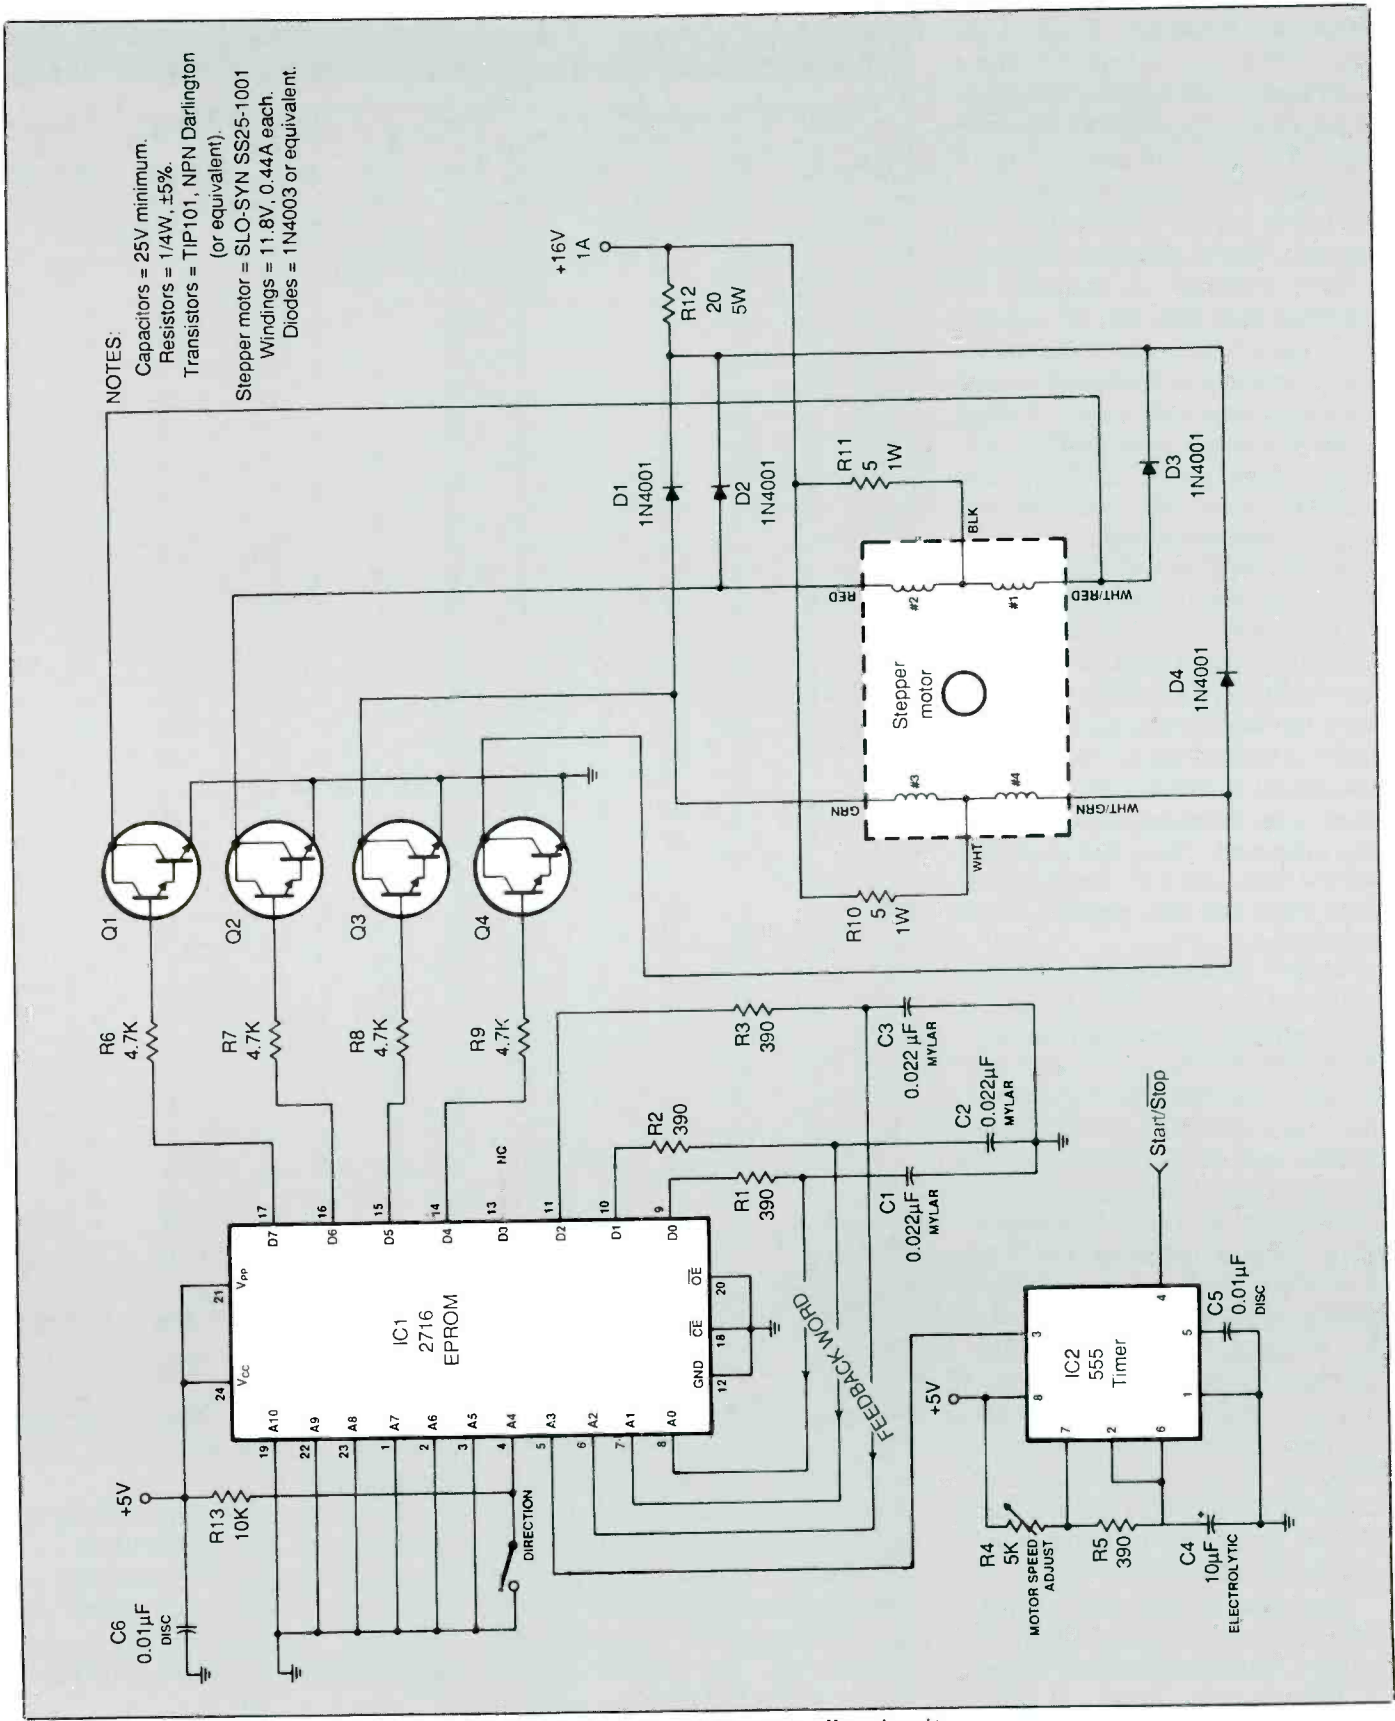 NOTES:
Capacitors = 25V minimum.
Resistors = 1/4W, ±5%.
Transistors = TIP101, NPN Darlington
(or equivalent).
Stepper motor = SLO-SYN SS25-1001
Windings = 11.8V, 0.44A each.
Diodes = 1N4003 or equivalent.
+16V
1A
R12
20
5W
D1
1N4001
D2
1N4001
R11
5
1W
D3
1N4001
BLK
RED
#2
#1
WHT/RED
Stepper
motor
D4
1N4001
GRN
#3
#4
WHT/GRN
WHT
R10
5
1W
Q1
Q2
Q3
Q4
R6
4.7K
R7
4.7K
R8
4.7K
R9
4.7K
R3
390
C3
0.022 µF
MYLAR
R2
390
C2
0.022µF
MYLAR
R1
390
C1
0.022µF
MYLAR
NC
17
16
15
14
13
11
10
9
D7
D6
D5
D4
D3
D2
D1
D0
21
VPP
24
VCC
IC1
2716
EPROM
OE
20
CE
18
GND
12
A10
A9
A8
A7
A6
A5
A4
A3
A2
A1
A0
19
22
23
1
2
3
4
5
6
7
8
FEEDBACK WORD
+5V
R13
10K
C6
0.01µF
DISC
DIRECTION
Start/Stop
4
3
8
IC2
555
Timer
5
1
7
2
6
C5
0.01µF
DISC
+5V
R4
5K
MOTOR SPEED
ADJUST
R5
390
C4
10µF
+
ELECTROLYTIC